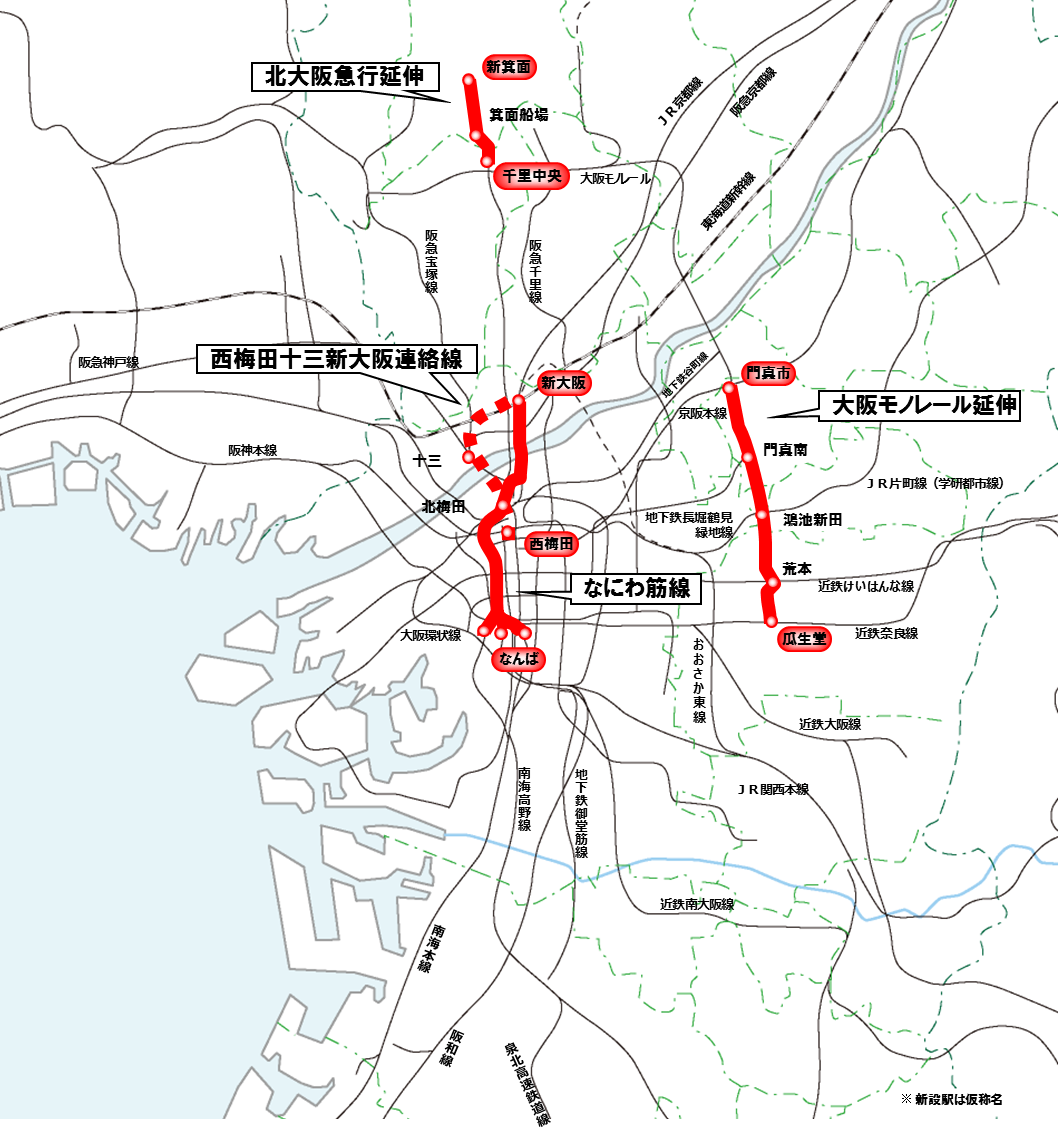 新箕面
北大阪急行延伸
箕面船場
千里中央
大阪モノレール
JR京都線
阪急京都線
東海道新幹線
阪急宝塚線
阪急千里線
阪急神戸線
西梅田十三新大阪連絡線
新大阪
地下鉄谷町線
門真市
京阪本線
大阪モノレール延伸
阪神本線
十三
門真南
JR片町線（学研都市線）
北梅田
地下鉄長堀鶴見
緑地線
鴻池新田
西梅田
荒本
なにわ筋線
近鉄けいはんな線
大阪環状線
近鉄奈良線
瓜生堂
なんば
おおさか東線
近鉄大阪線
南海高野線
地下鉄御堂筋線
JR関西本線
近鉄南大阪線
南海本線
阪和線
泉北高速鉄道線
※ 新設駅は仮称名